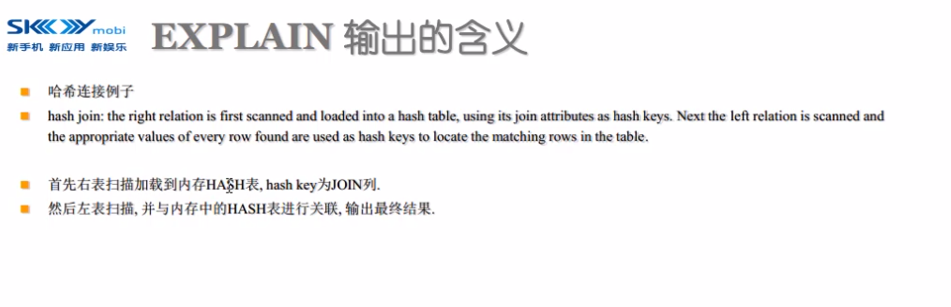 SKYmobi
新手机 新应用 新娱乐
EXPLAIN 输出的含义
哈希连接例子
hash join: the right relation is first scanned and loaded into a hash table, using its join attributes as hash keys. Next the left relation is scanned and
the appropriate values of every row found are used as hash keys to locate the matching rows in the table.
首先右表扫描加载到内存HASH表, hash key为JOIN列.
然后左表扫描, 并与内存中的HASH表进行关联, 输出最终结果.